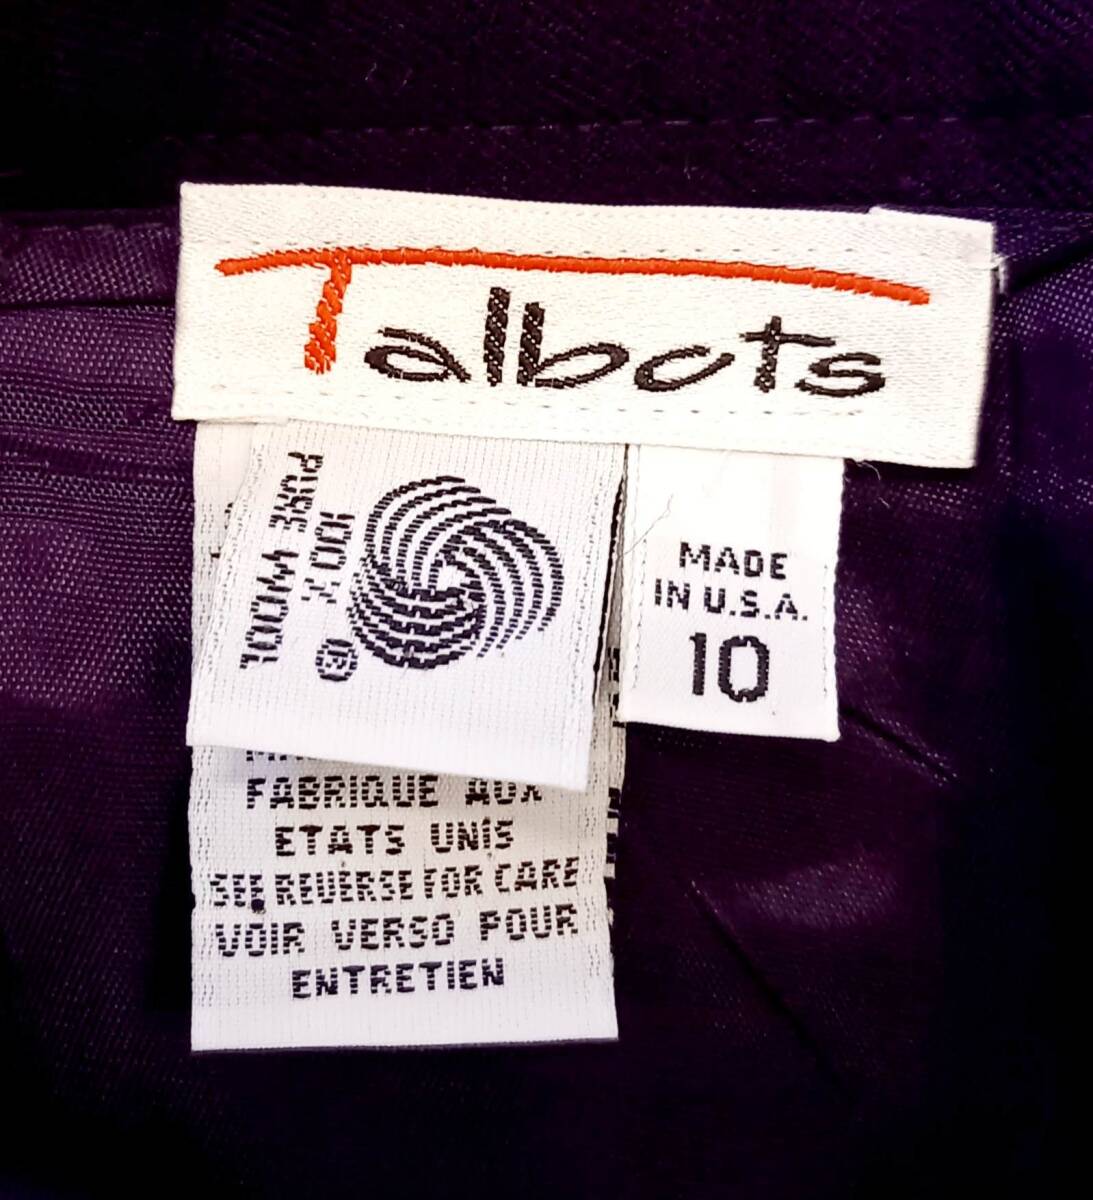 Talbots
PURE WOOL
100%
®
MADE
IN U.S.A.
10
FABRIQUE AUX
ETATS UNIS
SEE REVERSE FOR CARE
VOIR VERSO POUR
ENTRETIEN